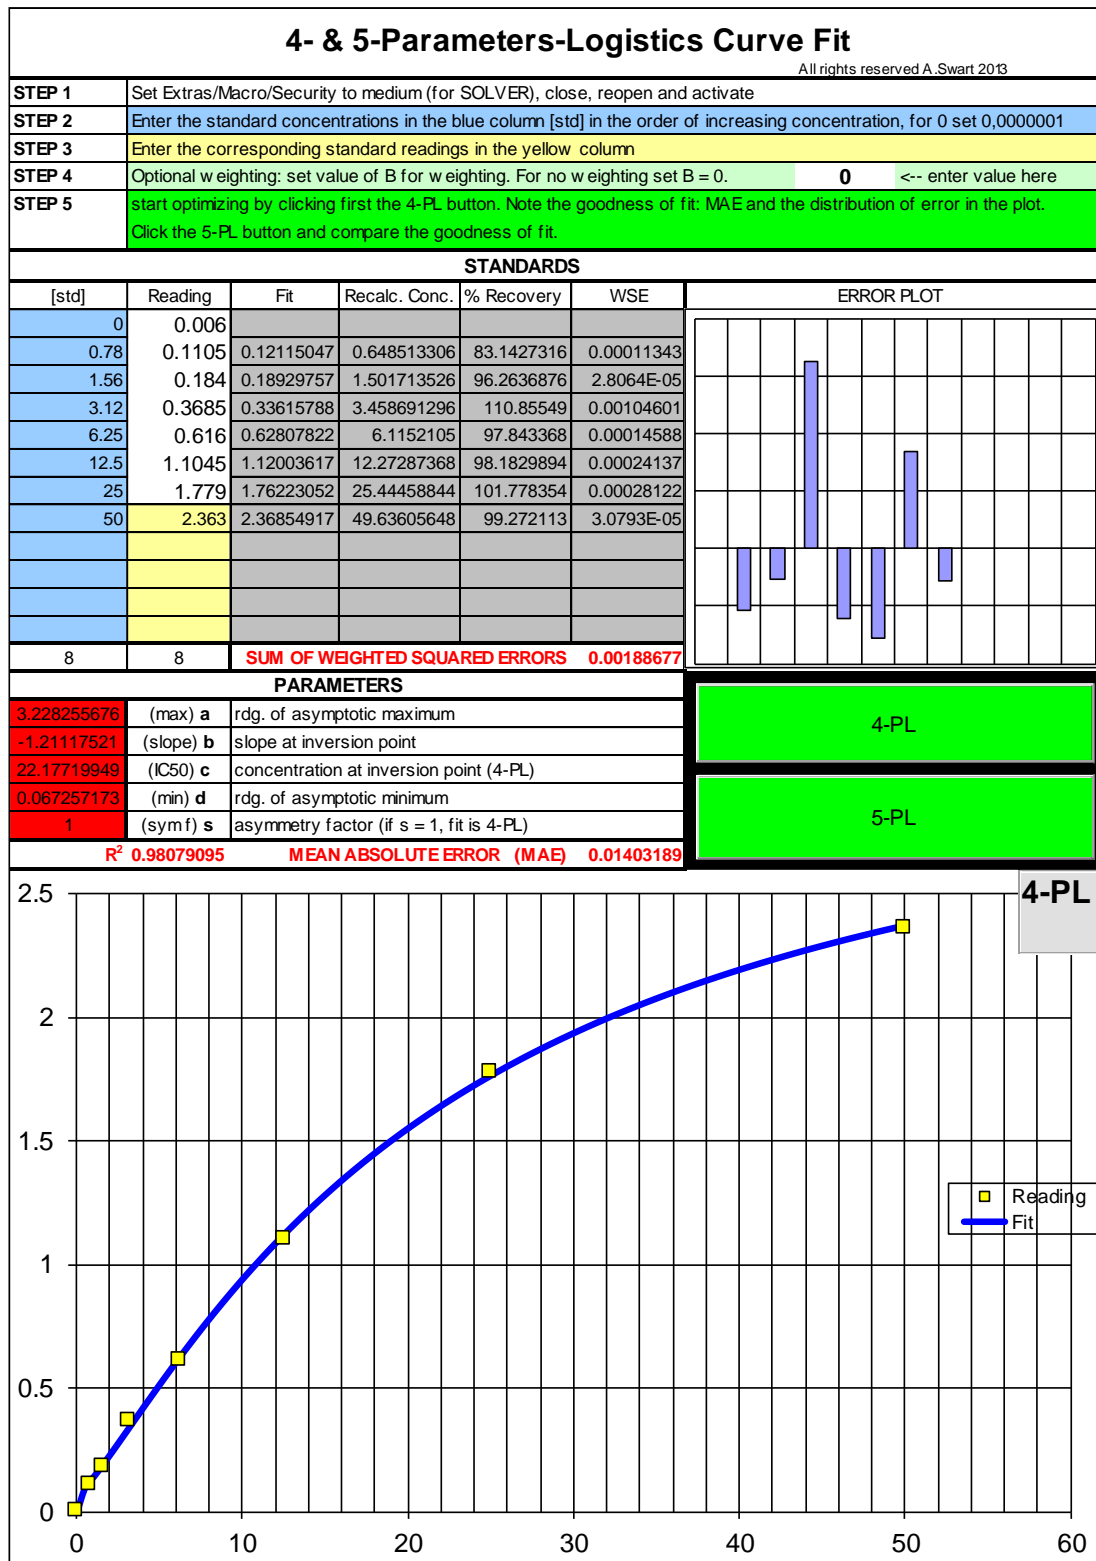 4- & 5-Parameters-Logistics Curve Fit
All rights reserved A.Swart 2013
STEP 1 Set Extras/Macro/Security to medium (for SOLVER), close, reopen and activate
STEP 2 Enter the standard concentrations in the blue column [std] in the order of increasing concentration, for 0 set 0,0000001
STEP 3 Enter the corresponding standard readings in the yellow column
STEP 4 Optional weighting: set value of B for weighting. For no weighting set B = 0. 0 <-- enter value here
STEP 5 start optimizing by clicking first the 4-PL button. Note the goodness of fit: MAE and the distribution of error in the plot.
Click the 5-PL button and compare the goodness of fit.
STANDARDS
[std] Reading Fit Recalc. Conc. % Recovery WSE ERROR PLOT
0 0.006
0.78 0.1105 0.12115047 0.648513306 83.1427316 0.00011343
1.56 0.184 0.18929757 1.501713526 96.2636876 2.8064E-05
3.12 0.3685 0.33615788 3.458691296 110.85549 0.00104601
6.25 0.616 0.62807822 6.1152105 97.843368 0.00014588
12.5 1.1045 1.12003617 12.27287368 98.1829894 0.00024137
25 1.779 1.76223052 25.44458844 101.778354 0.00028122
50 2.363 2.36854917 49.63605648 99.272113 3.0793E-05
8 8 SUM OF WEIGHTED SQUARED ERRORS 0.00188677
PARAMETERS
3.228255676 (max) a rdg. of asymptotic maximum
-1.21117521 (slope) b slope at inversion point
22.17719949 (IC50) c concentration at inversion point (4-PL)
0.067257173 (min) d rdg. of asymptotic minimum
1 (symf) s asymmetry factor (if s = 1, fit is 4-PL)
R² 0.98079095 MEAN ABSOLUTE ERROR (MAE) 0.01403189
4-PL
5-PL
4-PL
2.5
2
1.5
1
0.5
0
0 10 20 30 40 50 60
Reading
Fit